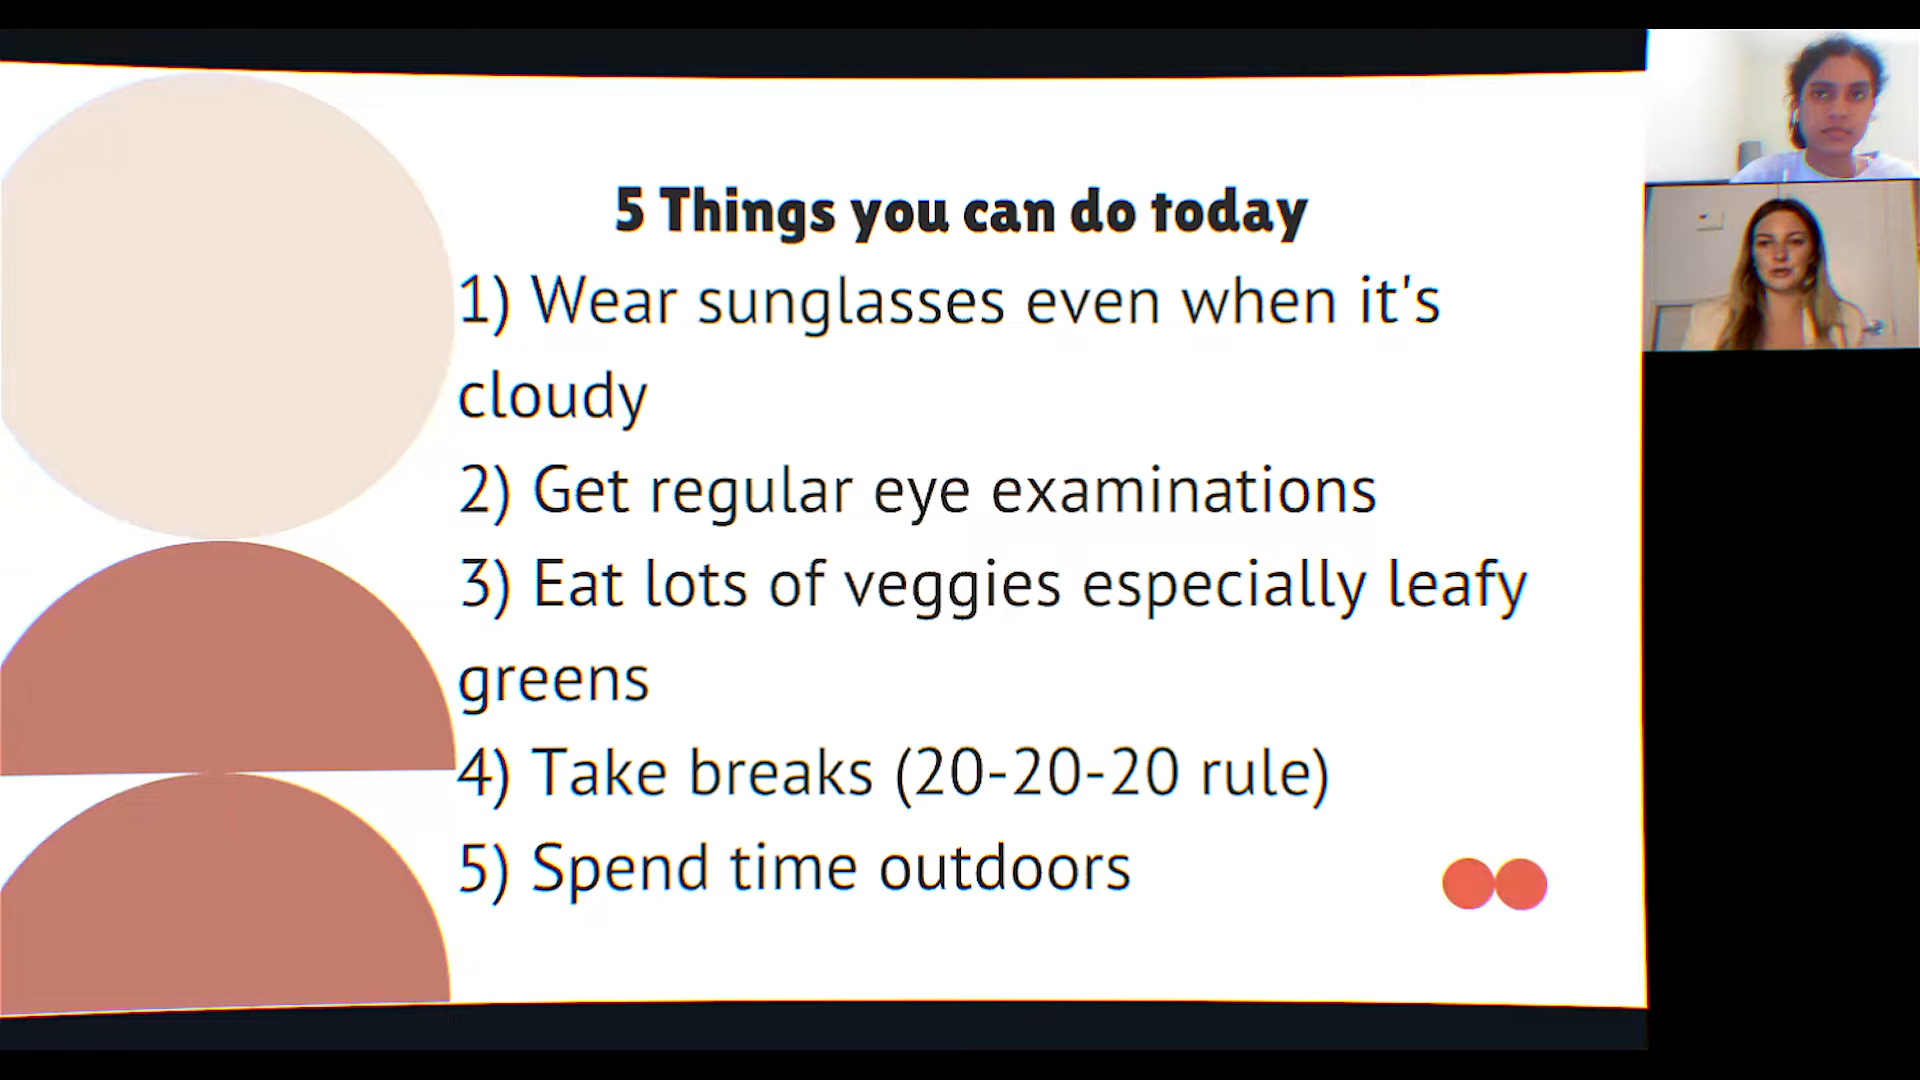 5 Things you can do today
1) Wear sunglasses even when it's
cloudy
2) Get regular eye examinations
3) Eat lots of veggies especially leafy
greens
4) Take breaks (20-20-20 rule)
5) Spend time outdoors